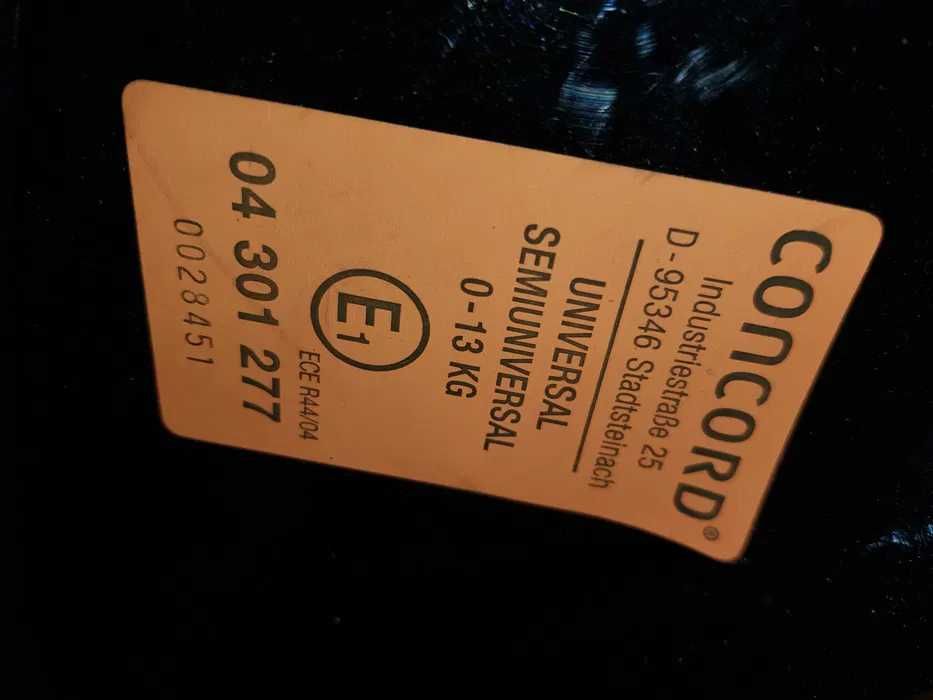 CONCORD®
Industriestraße 25
D-95346 Stadtsteinach
UNIVERSAL
SEMIUNIVERSAL
0-13 KG
E1
ECE R44/04
04 301 277
0028451